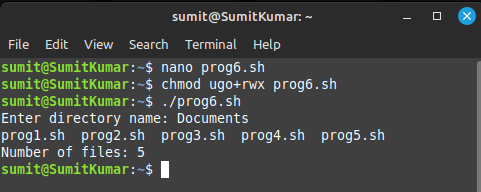 sumit@SumitKumar: ~
File Edit View Search Terminal Help
sumit@SumitKumar:~$ nano prog6.sh
sumit@SumitKumar:~$ chmod ugo+rwx prog6.sh
sumit@SumitKumar:~$ ./prog6.sh
Enter directory name: Documents
prog1.sh  prog2.sh  prog3.sh  prog4.sh  prog5.sh
Number of files: 5
sumit@SumitKumar:~$